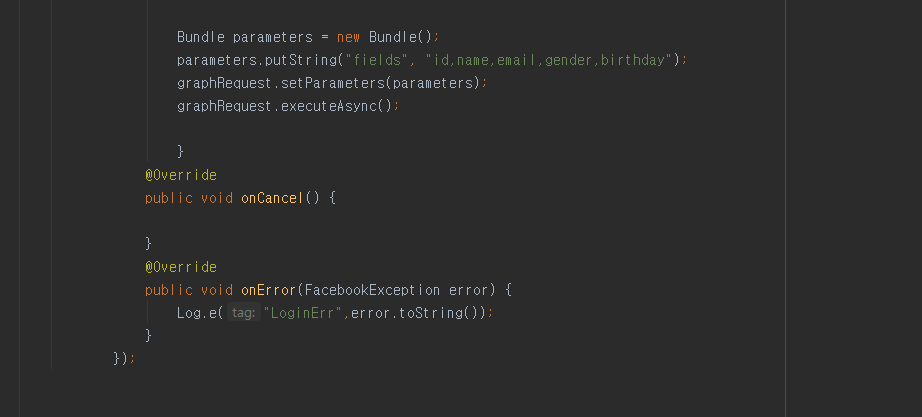 Bundle parameters = new Bundle();
parameters.putString("fields", "id,name,email,gender,birthday");
graphRequest.setParameters(parameters);
graphRequest.executeAsync();
}
@Override
public void onCancel() {
}
@Override
public void onError(FacebookException error) {
Log.e( tag: "LoginErr",error.toString());
}
});